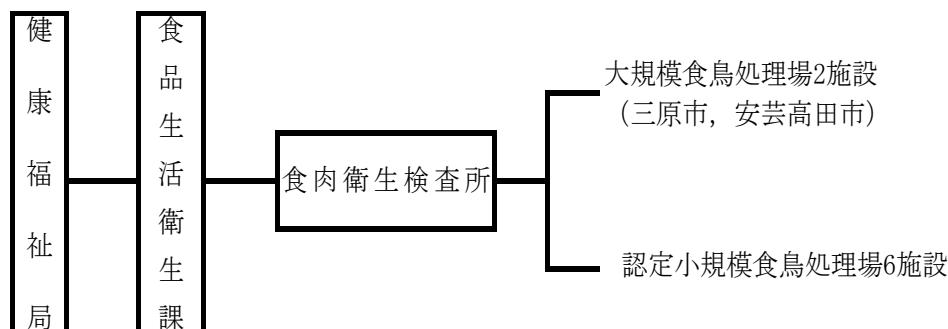 健康福祉局
食品生活衛生課
食肉衛生検査所
大規模食鳥処理場2施設
（三原市，安芸高田市）
認定小規模食鳥処理場6施設